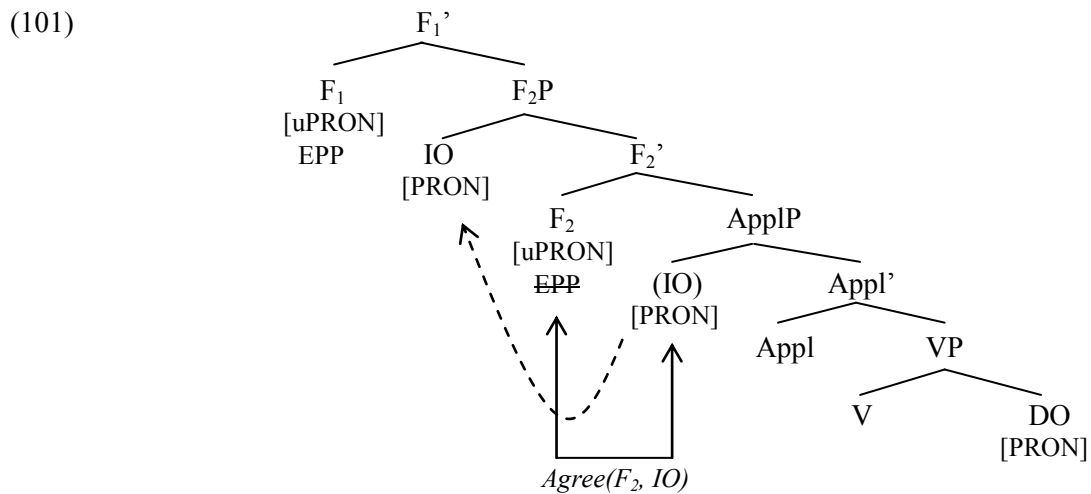 (101)
F₁’
F₁ F₂P
[uPRON]
EPP IO F₂’
[PRON]
F₂ ApplP
[uPRON]
EPP (IO) Appl’
[PRON]
Appl VP
V DO
[PRON]
Agree(F₂, IO)